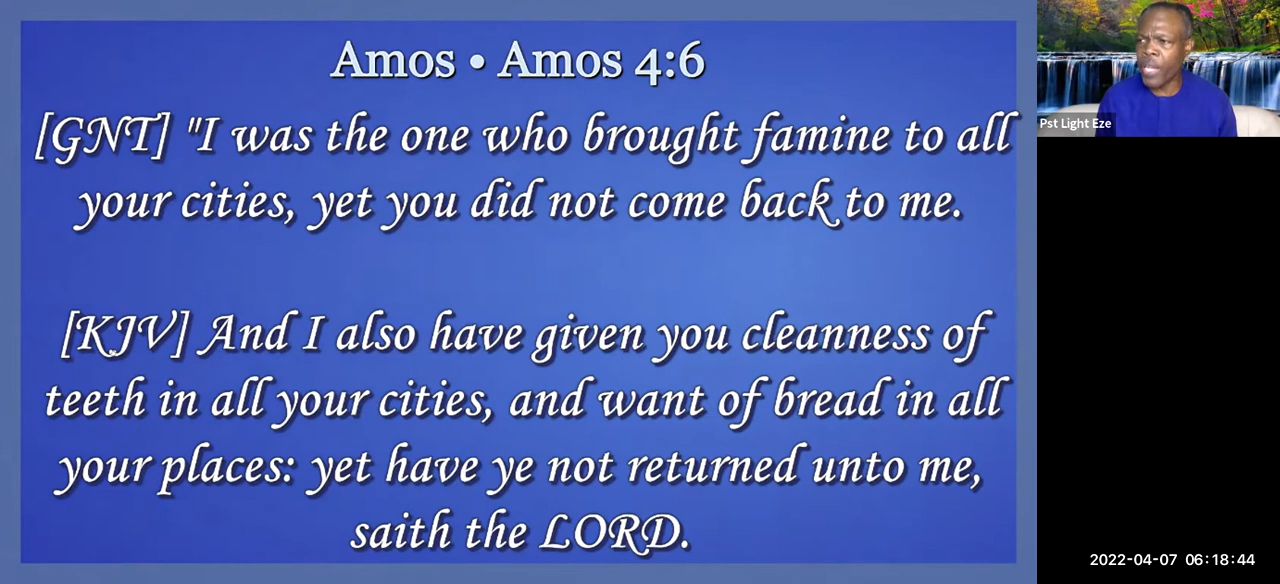 Amos • Amos 4:6
[GNT] "I was the one who brought famine to all
your cities, yet you did not come back to me.
[KJV] And I also have given you cleanness of
teeth in all your cities, and want of bread in all
your places: yet have ye not returned unto me,
saith the LORD.
Pst Light Eze
2022-04-07 06:18:44